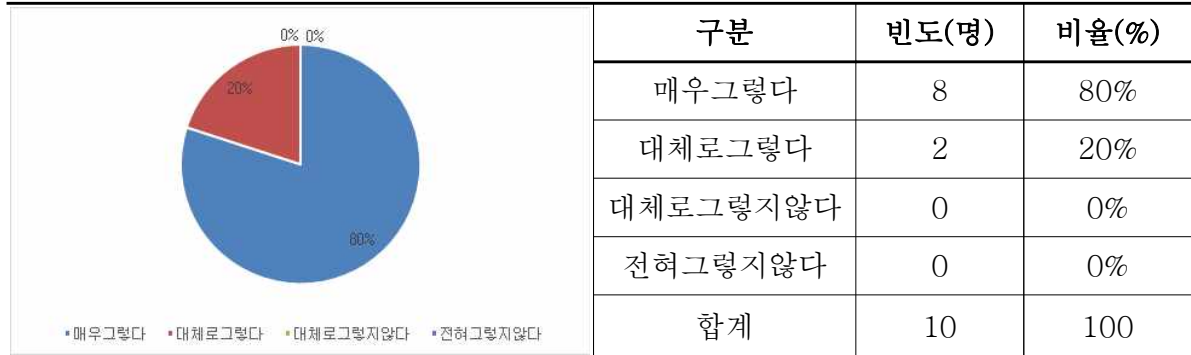 0% 0%
20%
80%
▪매우그렇다 ▪대체로그렇다 ▪대체로그렇지않다 ▪전혀그렇지않다
구분 빈도(명) 비율(%)
매우그렇다 8 80%
대체로그렇다 2 20%
대체로그렇지않다 0 0%
전혀그렇지않다 0 0%
합계 10 100